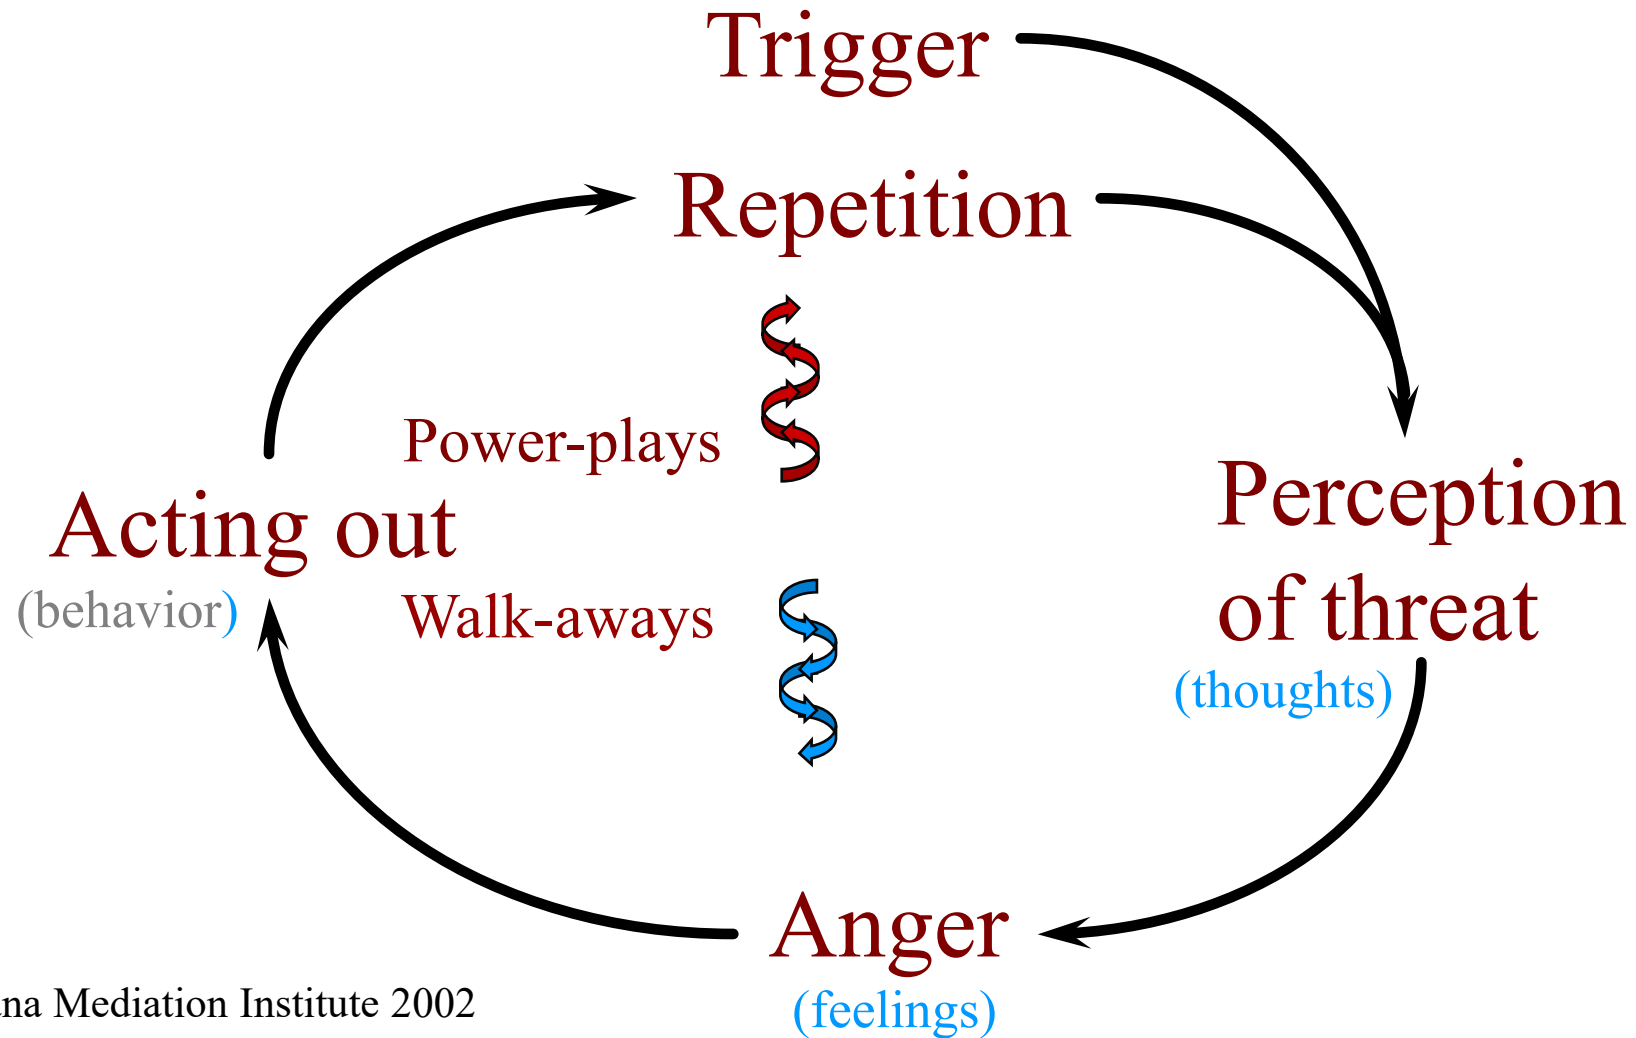 Trigger
Repetition
Power-plays
Acting out
(behavior)
Walk-aways
Perception
of threat
(thoughts)
Anger
(feelings)
Mediation Institute 2002